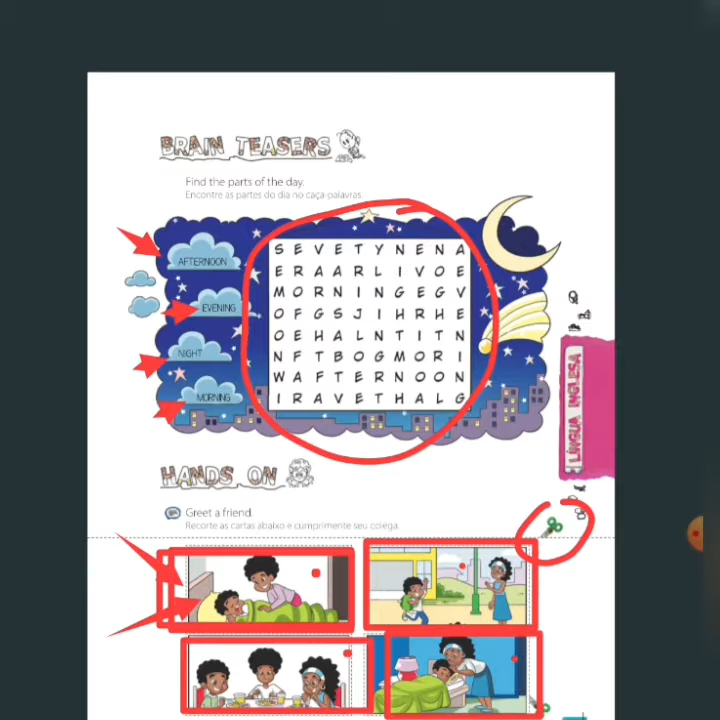 BRAIN TEASERS
Find the parts of the day.
Encontre as partes do dia no caça-palavras.
AFTERNOON
EVENING
NIGHT
MORNING
S E V E T Y N E N A
E R A A R L I V O E
M O R N I N G E G V
O F G S J I H R H E
O E H A L N T I T N
N F T B O G M O R I
W A F T E R N O O N
I R A V E T H A L G
LÍNGUA INGLESA
HANDS ON
Greet a friend.
Recorte as cartas abaixo e cumprimente seu colega.